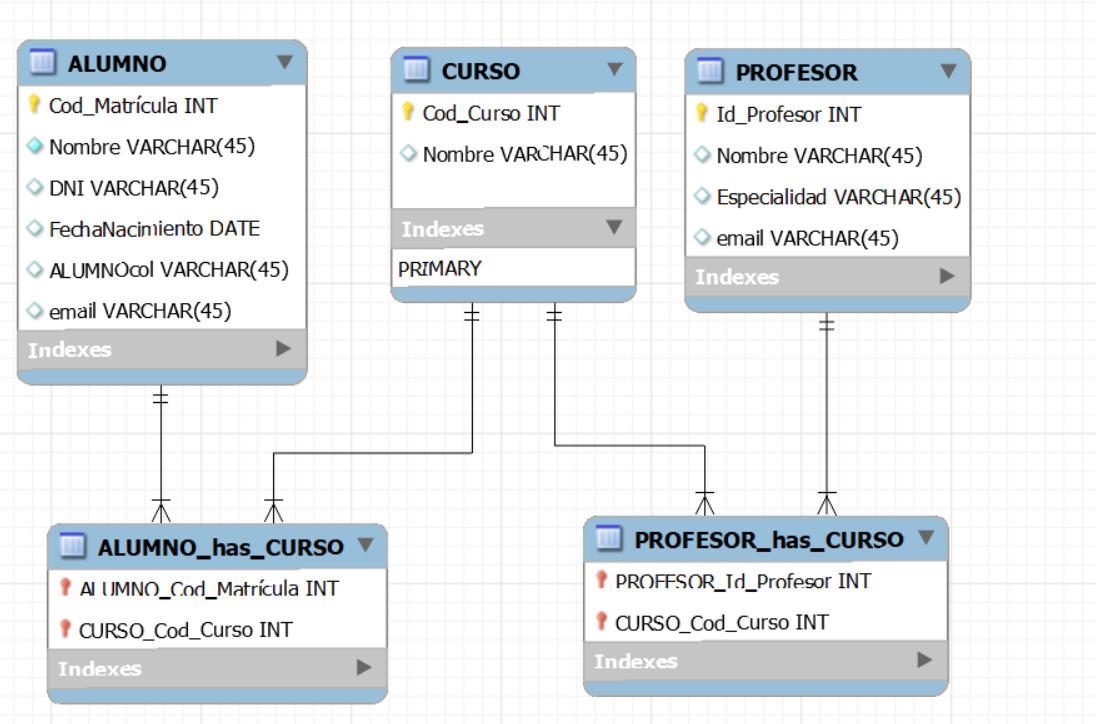 ALUMNO
Cod_Matrícula INT
Nombre VARCHAR(45)
DNI VARCHAR(45)
FechaNacimiento DATE
ALUMNOcol VARCHAR(45)
email VARCHAR(45)
Indexes
CURSO
Cod_Curso INT
Nombre VARCHAR(45)
Indexes
PRIMARY
PROFESOR
Id_Profesor INT
Nombre VARCHAR(45)
Especialidad VARCHAR(45)
email VARCHAR(45)
Indexes
ALUMNO_has_CURSO
ALUMNO_Cod_Matrícula INT
CURSO_Cod_Curso INT
Indexes
PROFESOR_has_CURSO
PROFESOR_Id_Profesor INT
CURSO_Cod_Curso INT
Indexes